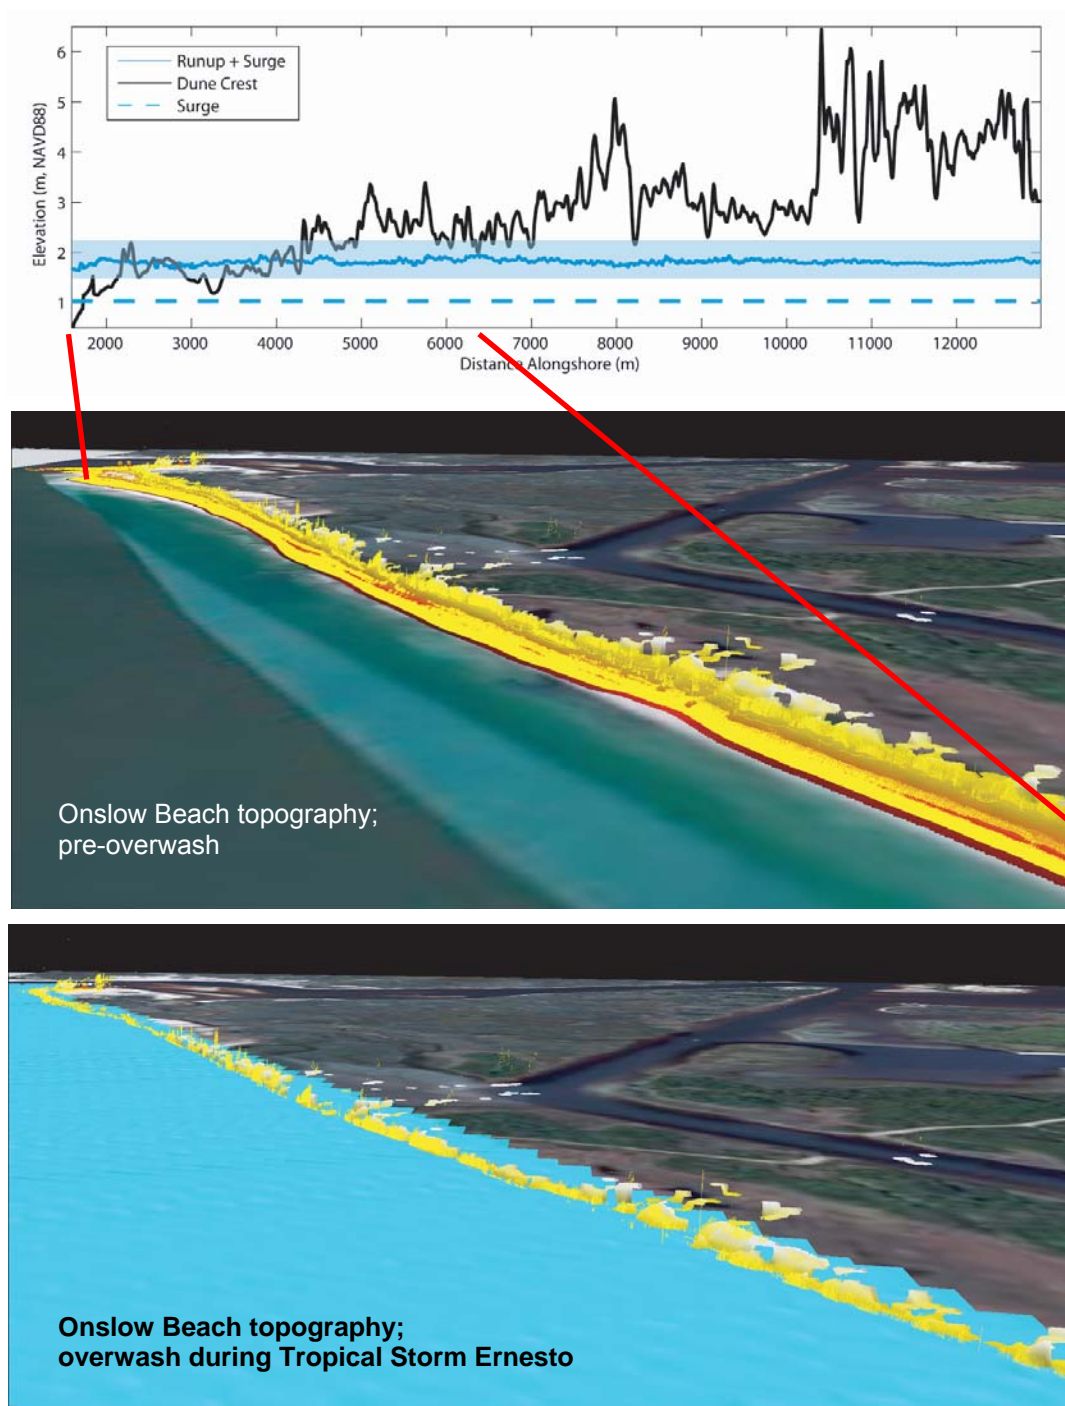 6
5
4
3
2
1
Elevation (m, NAVD88)
Runup + Surge
Dune Crest
Surge
2000 3000 4000 5000 6000 7000 8000 9000 10000 11000 12000
Distance Alongshore (m)
Onslow Beach topography;
pre-overwash
Onslow Beach topography;
overwash during Tropical Storm Ernesto